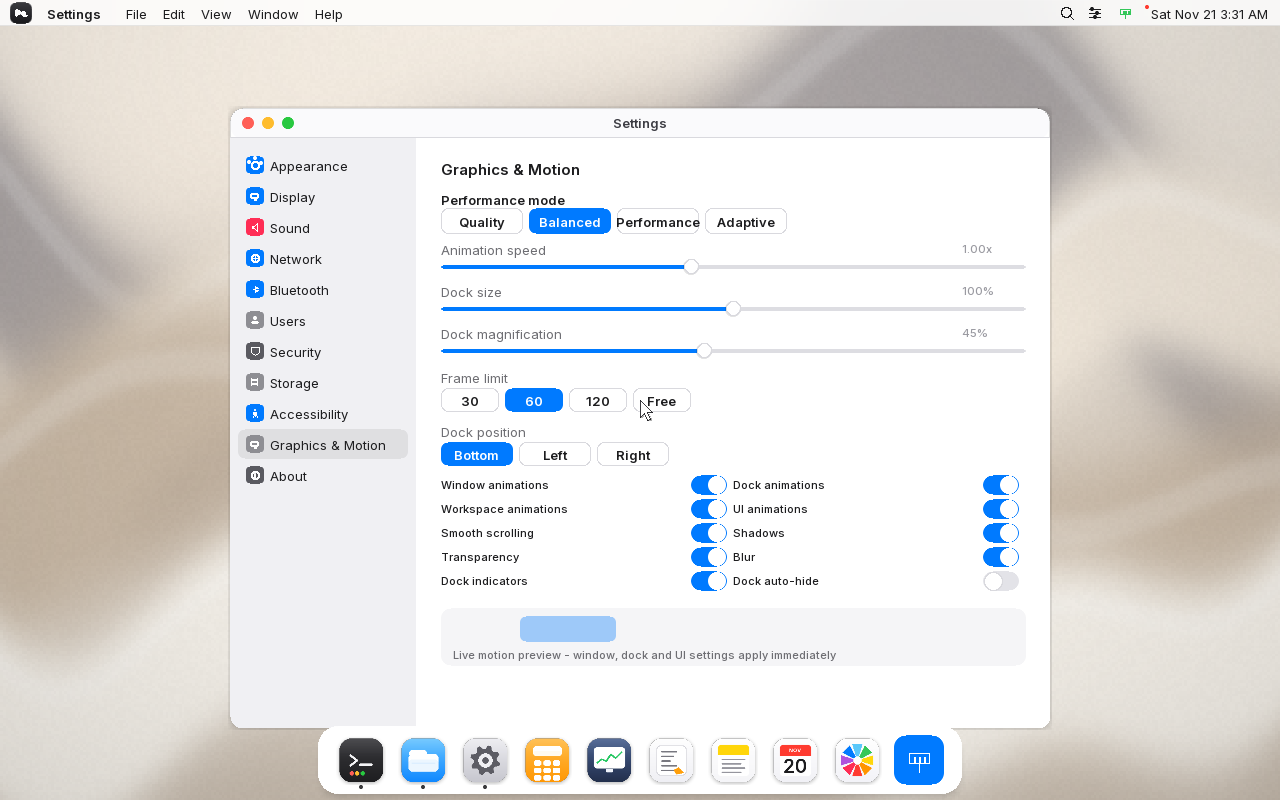 Settings File Edit View Window Help Sat Nov 21 3:31 AM
Settings
Appearance
Display
Sound
Network
Bluetooth
Users
Security
Storage
Accessibility
Graphics & Motion
About
Graphics & Motion
Performance mode
Quality Balanced Performance Adaptive
Animation speed 1.00x
Dock size 100%
Dock magnification 45%
Frame limit
30 60 120 Free
Dock position
Bottom Left Right
Window animations Dock animations
Workspace animations UI animations
Smooth scrolling Shadows
Transparency Blur
Dock indicators Dock auto-hide
Live motion preview - window, dock and UI settings apply immediately
NOV
20